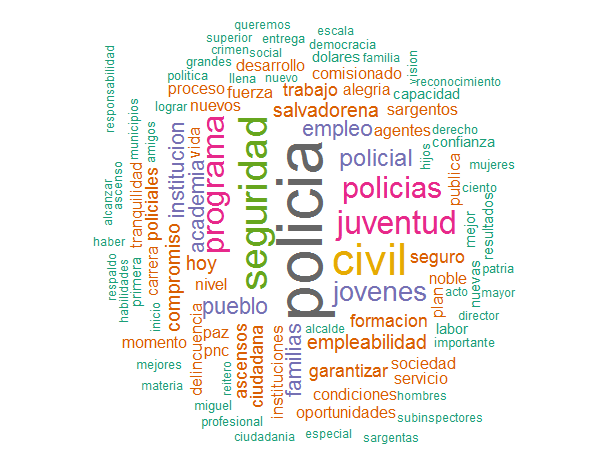 queremos
escala
superior
entrega
democracia
crimen
social
dolares
familia
grandes
desarrollo
vision
politica
llena
nuevo
comisionado
reconocimiento
proceso
fuerza
trabajo
alegria
capacidad
lograr
nuevos
salvadorena
sargentos
responsabilidad
municipios
amigos
institucion
vida
academia
programa
seguridad
policia
empleo
agentes
derecho
confianza
hijos
policial
publica
mujeres
alcanzar
ascenso
tranquilidad
policiales
policias
ciento
juventud
mejor
resultados
haber
compromiso
carrera
hoy
civil
seguro
nuevas
patria
respaldo
habilidades
primera
inicio
nivel
jovenes
noble
plan
acto
mayor
pueblo
director
delincuencia
paz
formacion
labor
momento
pnc
ascensos
ciudadana
instituciones
familias
alcalde
empleabilidad
importante
mejores
reitero
garantizar
sociedad
servicio
materia
condiciones
hombres
miguel
oportunidades
profesional
subinspectores
ciudadania
especial
sargentas